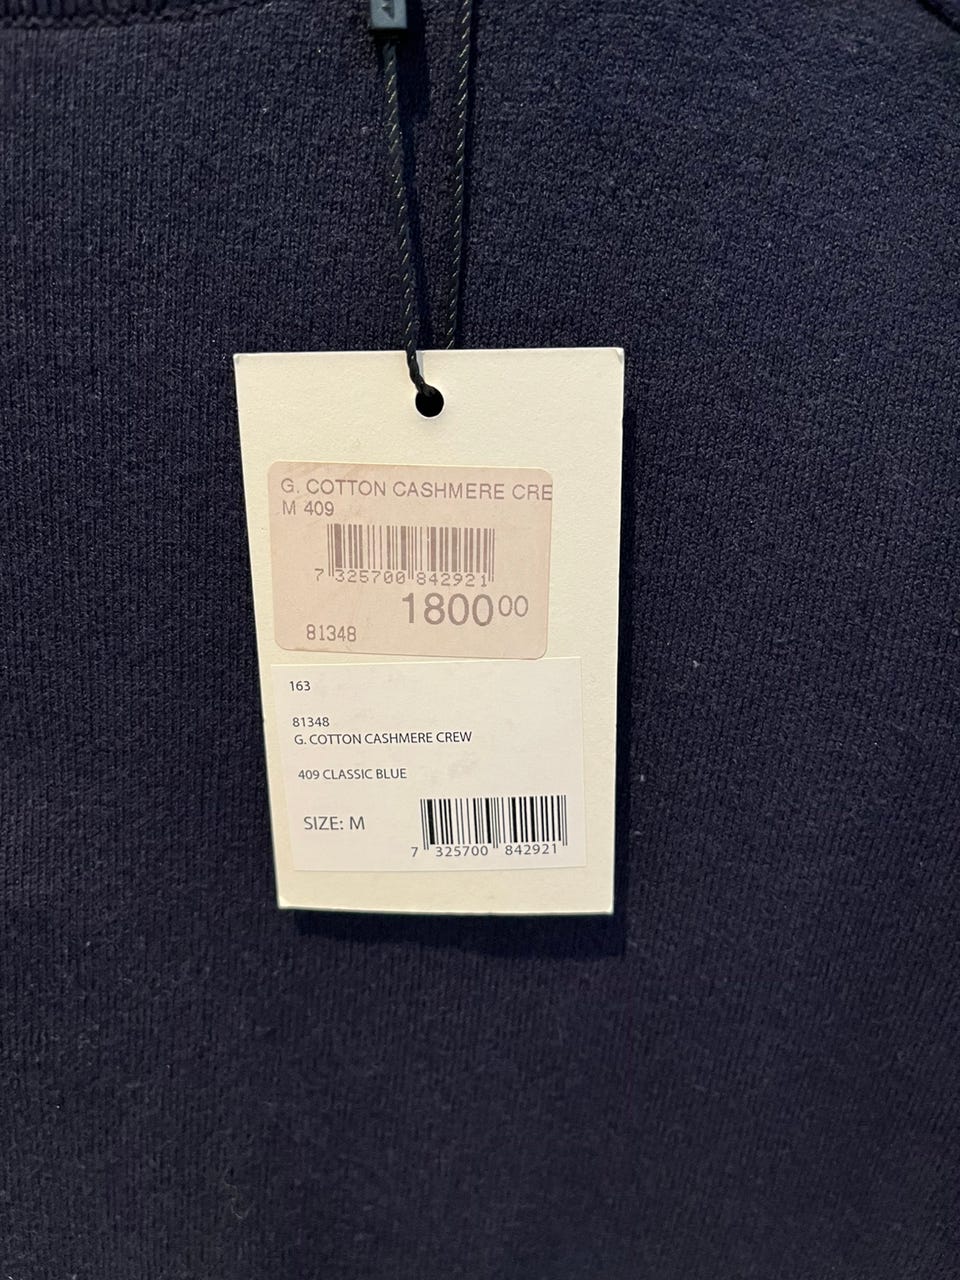 G. COTTON CASHMERE CRE
M 409
7 325700 842921
1800 00
81348
163
81348
G. COTTON CASHMERE CREW
409 CLASSIC BLUE
SIZE: M
7 325700 842921